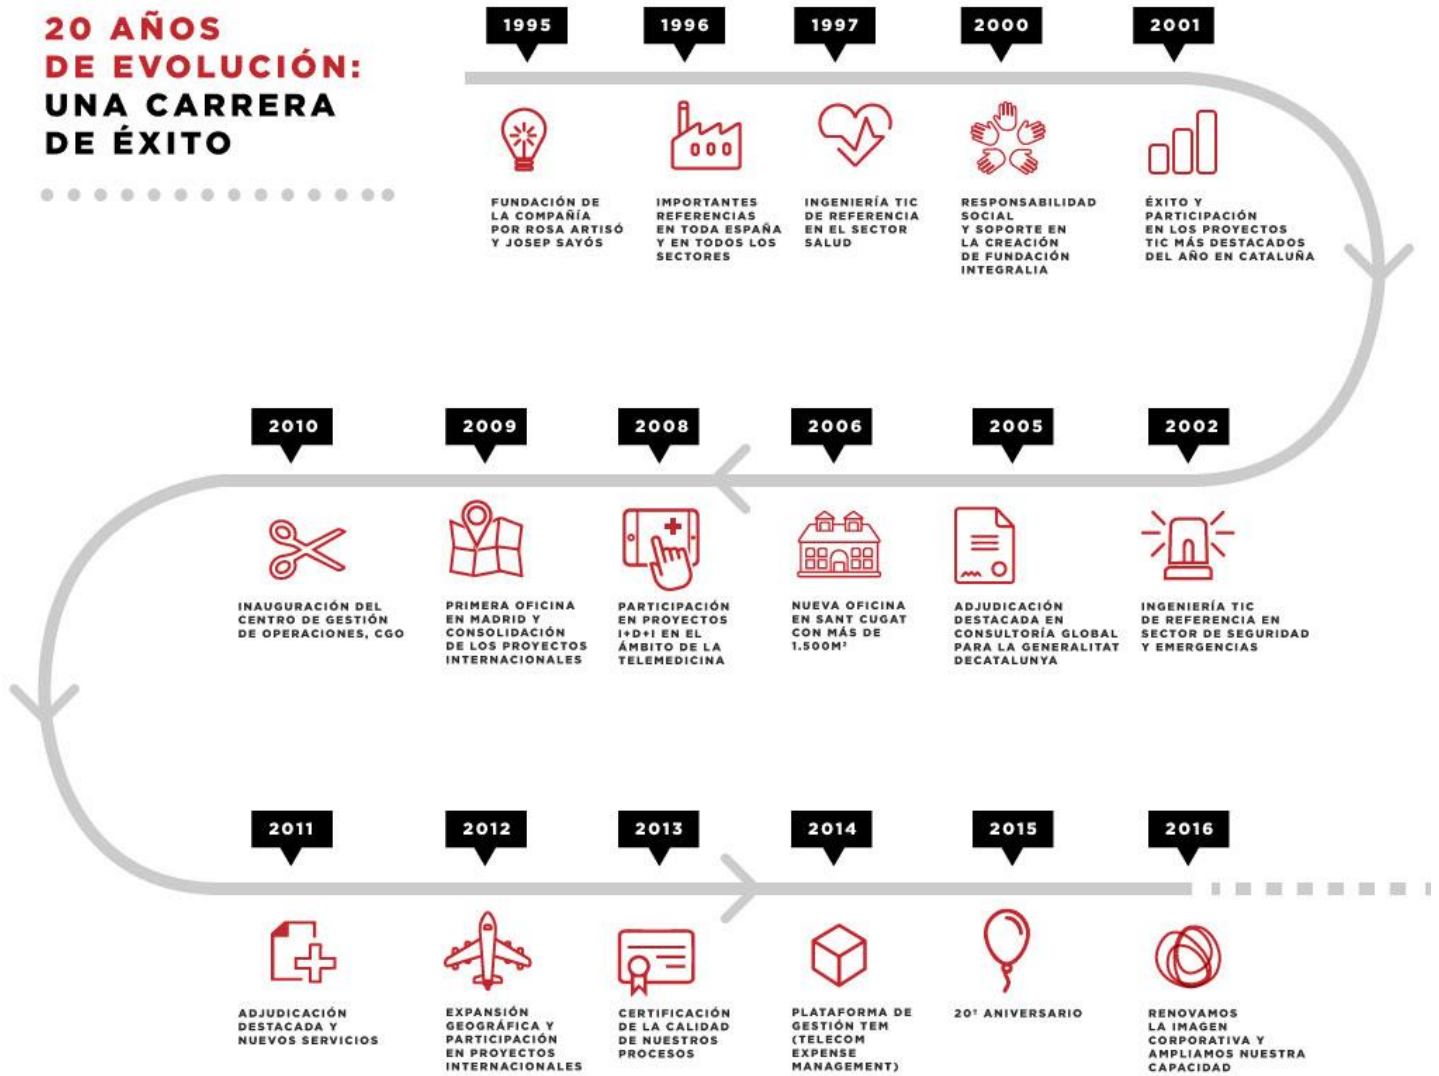 20 AÑOS
DE EVOLUCIÓN:
UNA CARRERA
DE ÉXITO
1995
FUNDACIÓN DE
LA COMPAÑÍA
POR ROSA ARTISÓ
Y JOSEP SAYÓS
1996
IMPORTANTES
REFERENCIAS
EN TODA ESPAÑA
Y EN TODOS LOS
SECTORES
1997
INGENIERÍA TIC
DE REFERENCIA
EN EL SECTOR
SALUD
2000
RESPONSABILIDAD
SOCIAL
Y SOPORTE EN
LA CREACIÓN
DE FUNDACIÓN
INTEGRALIA
2001
ÉXITO Y
PARTICIPACIÓN
EN LOS PROYECTOS
TIC MÁS DESTACADOS
DEL AÑO EN CATALUÑA
2002
INGENIERÍA TIC
DE REFERENCIA EN
SECTOR DE SEGURIDAD
Y EMERGENCIAS
2005
ADJUDICACIÓN
DESTACADA EN
CONSULTORÍA GLOBAL
PARA LA GENERALITAT
DECATALUNYA
2006
NUEVA OFICINA
EN SANT CUGAT
CON MÁS DE
1.500M²
2008
PARTICIPACIÓN
EN PROYECTOS
I+D+I EN EL
ÁMBITO DE LA
TELEMEDICINA
2009
PRIMERA OFICINA
EN MADRID Y
CONSOLIDACIÓN
DE LOS PROYECTOS
INTERNACIONALES
2010
INAUGURACIÓN DEL
CENTRO DE GESTIÓN
DE OPERACIONES, CGO
2011
ADJUDICACIÓN
DESTACADA Y
NUEVOS SERVICIOS
2012
EXPANSIÓN
GEOGRÁFICA Y
PARTICIPACIÓN
EN PROYECTOS
INTERNACIONALES
2013
CERTIFICACIÓN
DE LA CALIDAD
DE NUESTROS
PROCESOS
2014
PLATAFORMA DE
GESTIÓN TEM
(TELECOM
EXPENSE
MANAGEMENT)
2015
20º ANIVERSARIO
2016
RENOVAMOS
LA IMAGEN
CORPORATIVA Y
AMPLIAMOS NUESTRA
CAPACIDAD